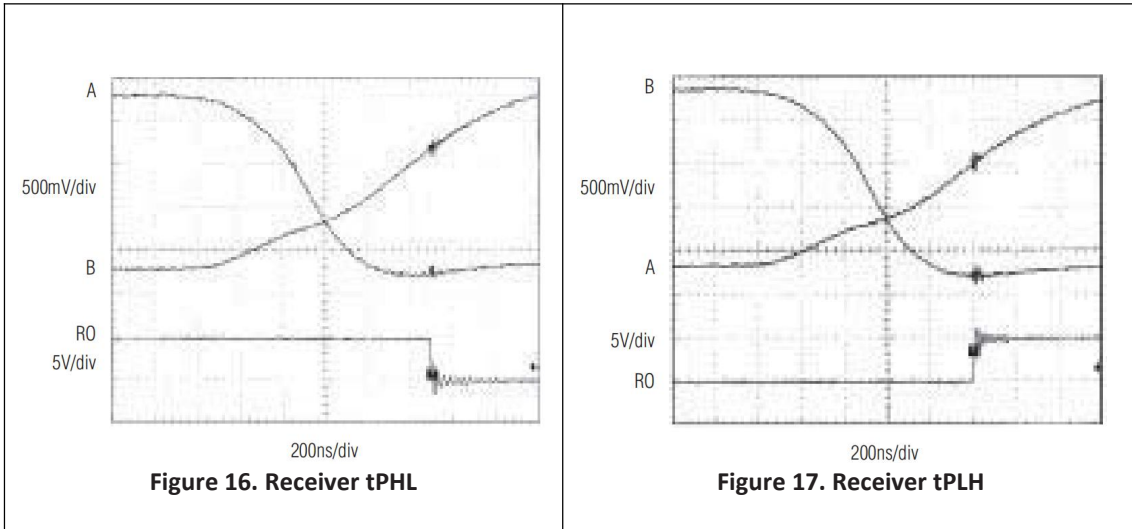 A
500mV/div
B
RO
5V/div
200ns/div
Figure 16. Receiver tPHL
B
500mV/div
A
5V/div
RO
200ns/div
Figure 17. Receiver tPLH